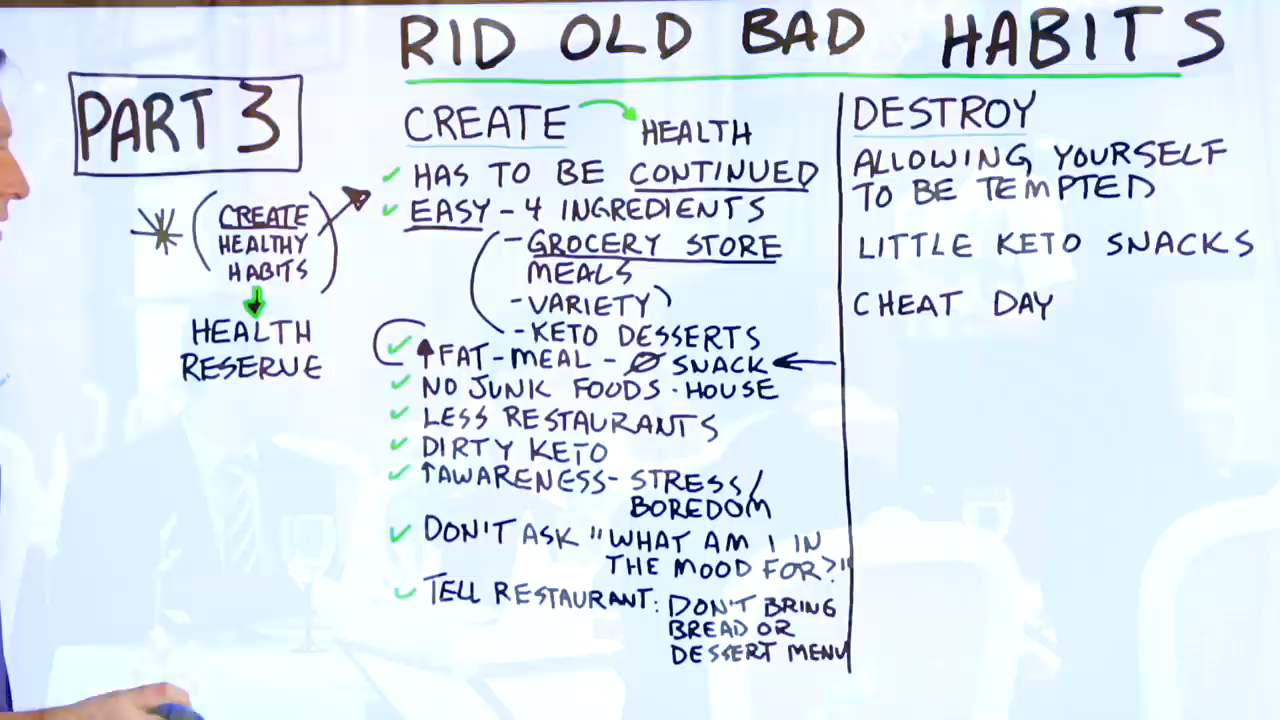 RID OLD BAD HABITS
PART 3
(CREATE
HEALTHY
HABITS)
HEALTH
RESERVE
CREATE
HEALTH
✓ HAS TO BE CONTINUED
✓ EASY - 4 INGREDIENTS
- GROCERY STORE
MEALS
- VARIETY
- KETO DESSERTS
✓ ↑FAT-MEAL - Ø SNACK ←
✓ NO JUNK FOODS · HOUSE
✓ LESS RESTAURANTS
✓ DIRTY KETO
✓ ↑AWARENESS - STRESS/
BOREDOM
✓ DON'T ASK "WHAT AM I IN
THE MOOD FOR?"
✓ TELL RESTAURANT: DON'T BRING
BREAD OR
DESSERT MENU
DESTROY
ALLOWING YOURSELF
TO BE TEMPTED
LITTLE KETO SNACKS
CHEAT DAY